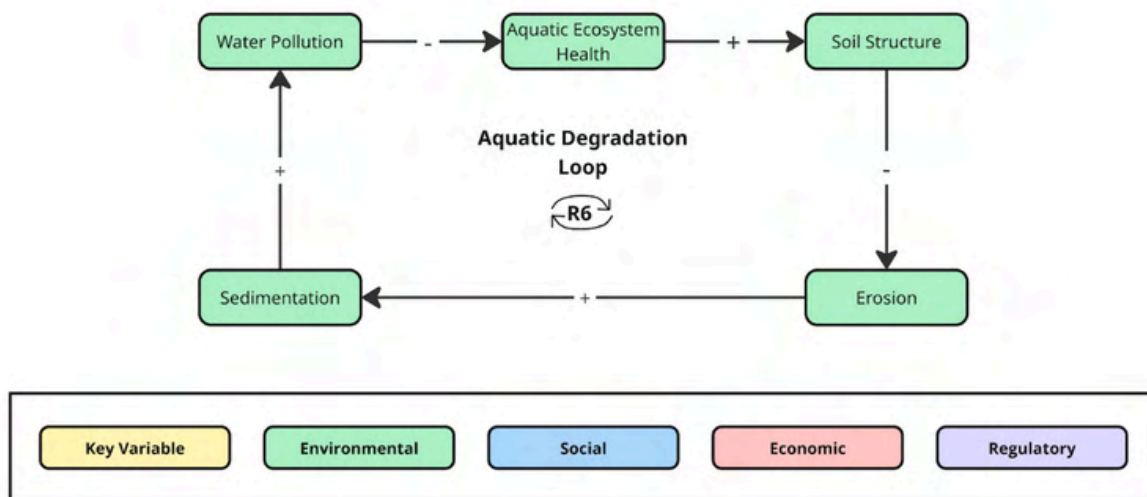 Water Pollution
-
Aquatic Ecosystem
Health
+
Soil Structure
Aquatic Degradation
Loop
R6
+
-
Sedimentation
+
Erosion
Key Variable
Environmental
Social
Economic
Regulatory